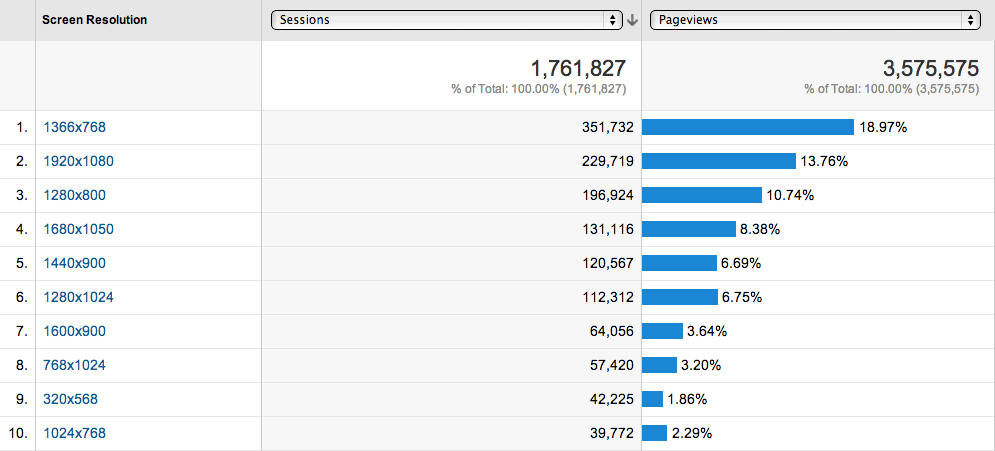 Screen Resolution Sessions Pageviews
1,761,827 3,575,575
% of Total: 100.00% (1,761,827) % of Total: 100.00% (3,575,575)
1. 1366x768 351,732 18.97%
2. 1920x1080 229,719 13.76%
3. 1280x800 196,924 10.74%
4. 1680x1050 131,116 8.38%
5. 1440x900 120,567 6.69%
6. 1280x1024 112,312 6.75%
7. 1600x900 64,056 3.64%
8. 768x1024 57,420 3.20%
9. 320x568 42,225 1.86%
10. 1024x768 39,772 2.29%